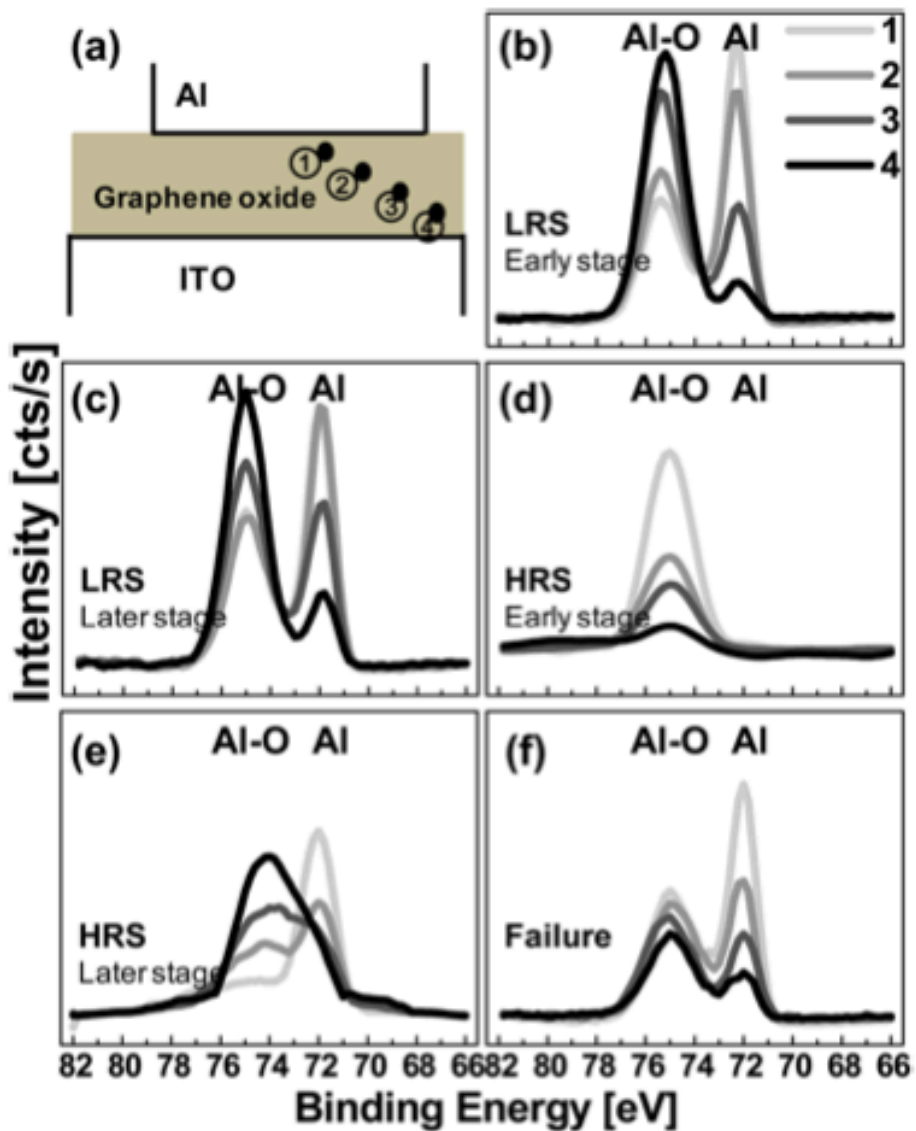 (a)
Al
1
2
Graphene oxide
3
4
ITO
(b)
Al-O Al
1
2
3
4
LRS
Early stage
(c)
Al-O Al
LRS
Later stage
(d)
Al-O Al
HRS
Early stage
(e)
Al-O Al
HRS
Later stage
(f)
Al-O Al
Failure
Intensity [cts/s]
82 80 78 76 74 72 70 68 66
82 80 78 76 74 72 70 68 66
Binding Energy [eV]